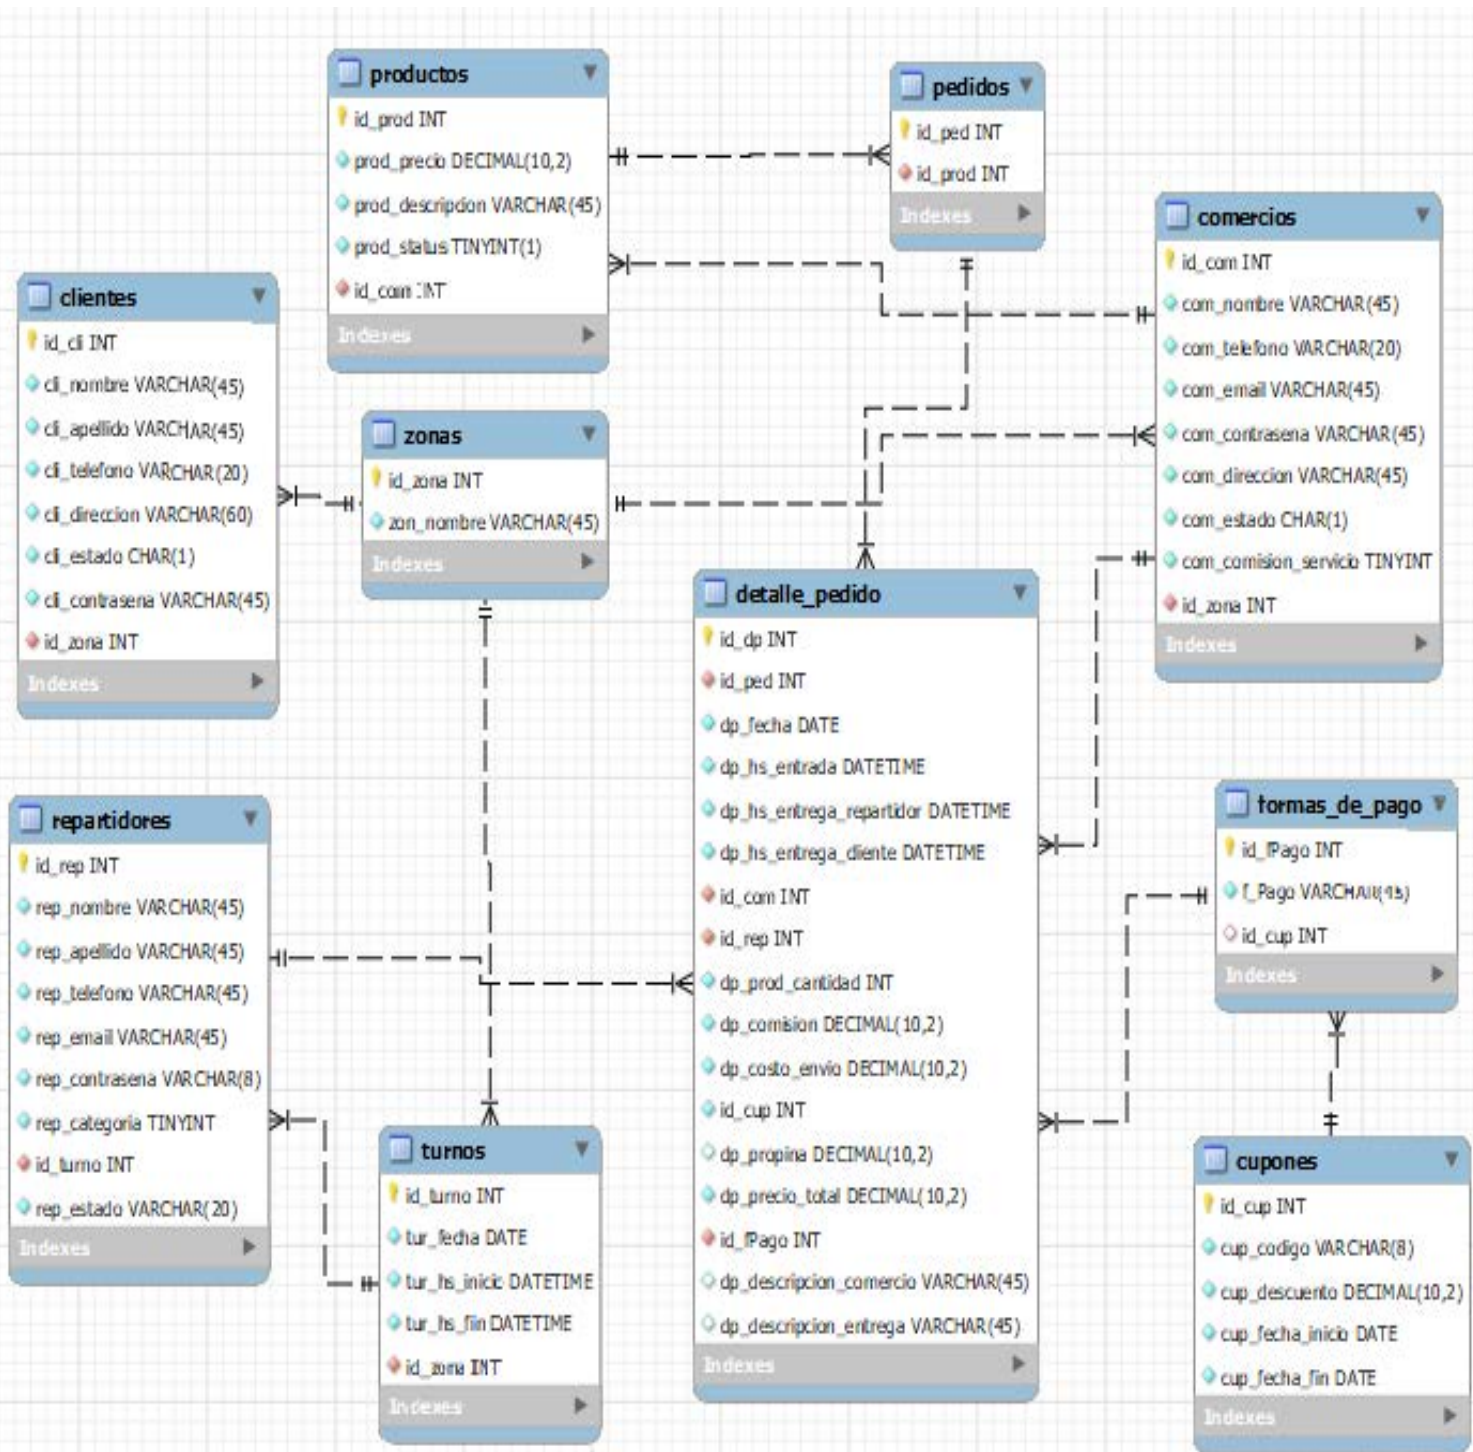 productos
id_prod INT
prod_precio DECIMAL(10,2)
prod_descripcion VARCHAR(45)
prod_status TINYINT(1)
id_com INT
Indexes
pedidos
id_ped INT
id_prod INT
Indexes
comercios
id_com INT
com_nombre VARCHAR(45)
com_telefono VARCHAR(20)
com_email VARCHAR(45)
com_contrasena VARCHAR(45)
com_direccion VARCHAR(45)
com_estado CHAR(1)
com_comision_servicio TINYINT
id_zona INT
Indexes
clientes
id_cli INT
cli_nombre VARCHAR(45)
cli_apellido VARCHAR(45)
cli_telefono VARCHAR(20)
cli_direccion VARCHAR(60)
cli_estado CHAR(1)
cli_contrasena VARCHAR(45)
id_zona INT
Indexes
zonas
id_zona INT
zon_nombre VARCHAR(45)
Indexes
detalle_pedido
id_dp INT
id_ped INT
dp_fecha DATE
dp_hs_entrada DATETIME
dp_hs_entrega_repartidor DATETIME
dp_hs_entrega_cliente DATETIME
id_com INT
id_rep INT
dp_prod_cantidad INT
dp_comision DECIMAL(10,2)
dp_costo_envio DECIMAL(10,2)
id_cup INT
dp_propina DECIMAL(10,2)
dp_precio_total DECIMAL(10,2)
id_fPago INT
dp_descripcion_comercio VARCHAR(45)
dp_descripcion_entrega VARCHAR(45)
Indexes
repartidores
id_rep INT
rep_nombre VARCHAR(45)
rep_apellido VARCHAR(45)
rep_telefono VARCHAR(45)
rep_email VARCHAR(45)
rep_contrasena VARCHAR(8)
rep_categoria TINYINT
id_turno INT
rep_estado VARCHAR(20)
Indexes
turnos
id_turno INT
tur_fecha DATE
tur_hs_inicio DATETIME
tur_hs_fiin DATETIME
id_zona INT
Indexes
formas_de_pago
id_fPago INT
f_Pago VARCHAR(45)
id_cup INT
Indexes
cupones
id_cup INT
cup_codigo VARCHAR(8)
cup_descuento DECIMAL(10,2)
cup_fecha_inicio DATE
cup_fecha_fin DATE
Indexes